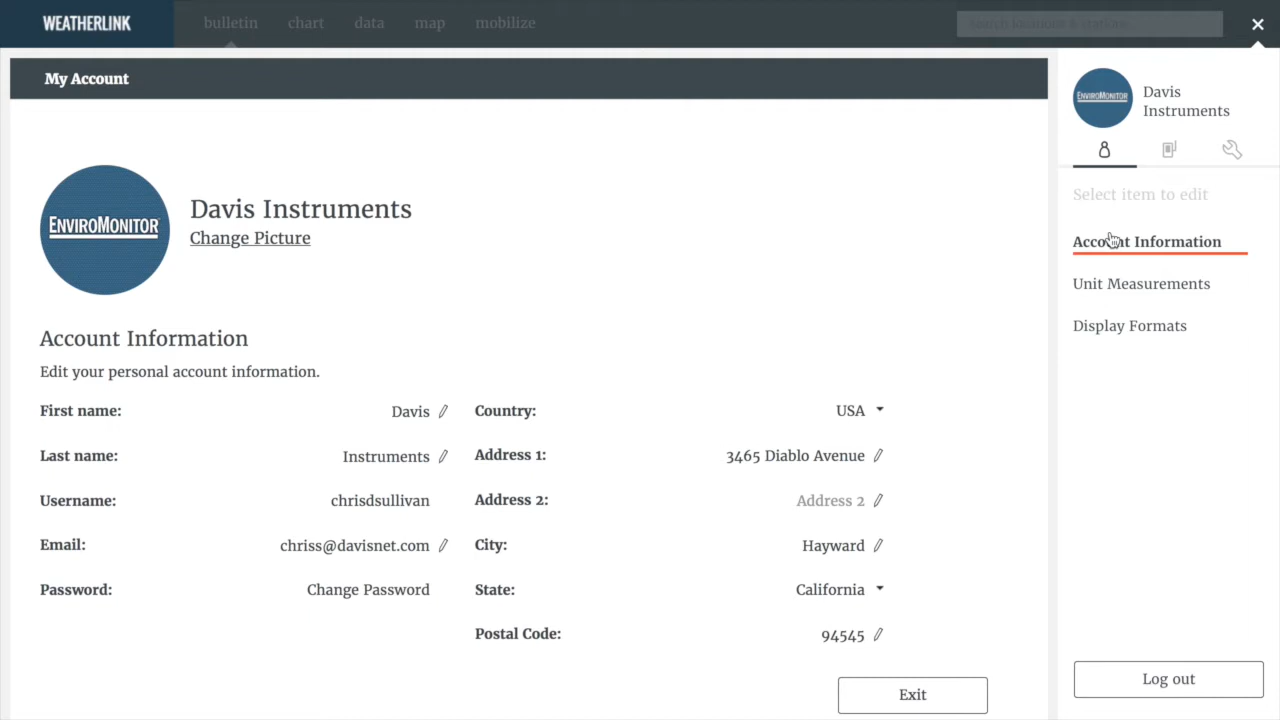 WEATHERLINK bulletin chart data map mobilize Search locations & stations...
My Account
ENVIROMONITOR
Davis Instruments
Change Picture
Account Information
Edit your personal account information.
First name: Davis
Last name: Instruments
Username: chrisdsullivan
Email: chriss@davisnet.com
Password: Change Password
Country: USA
Address 1: 3465 Diablo Avenue
Address 2: Address 2
City: Hayward
State: California
Postal Code: 94545
Exit
ENVIROMONITOR
Davis
Instruments
Select item to edit
Account Information
Unit Measurements
Display Formats
Log out